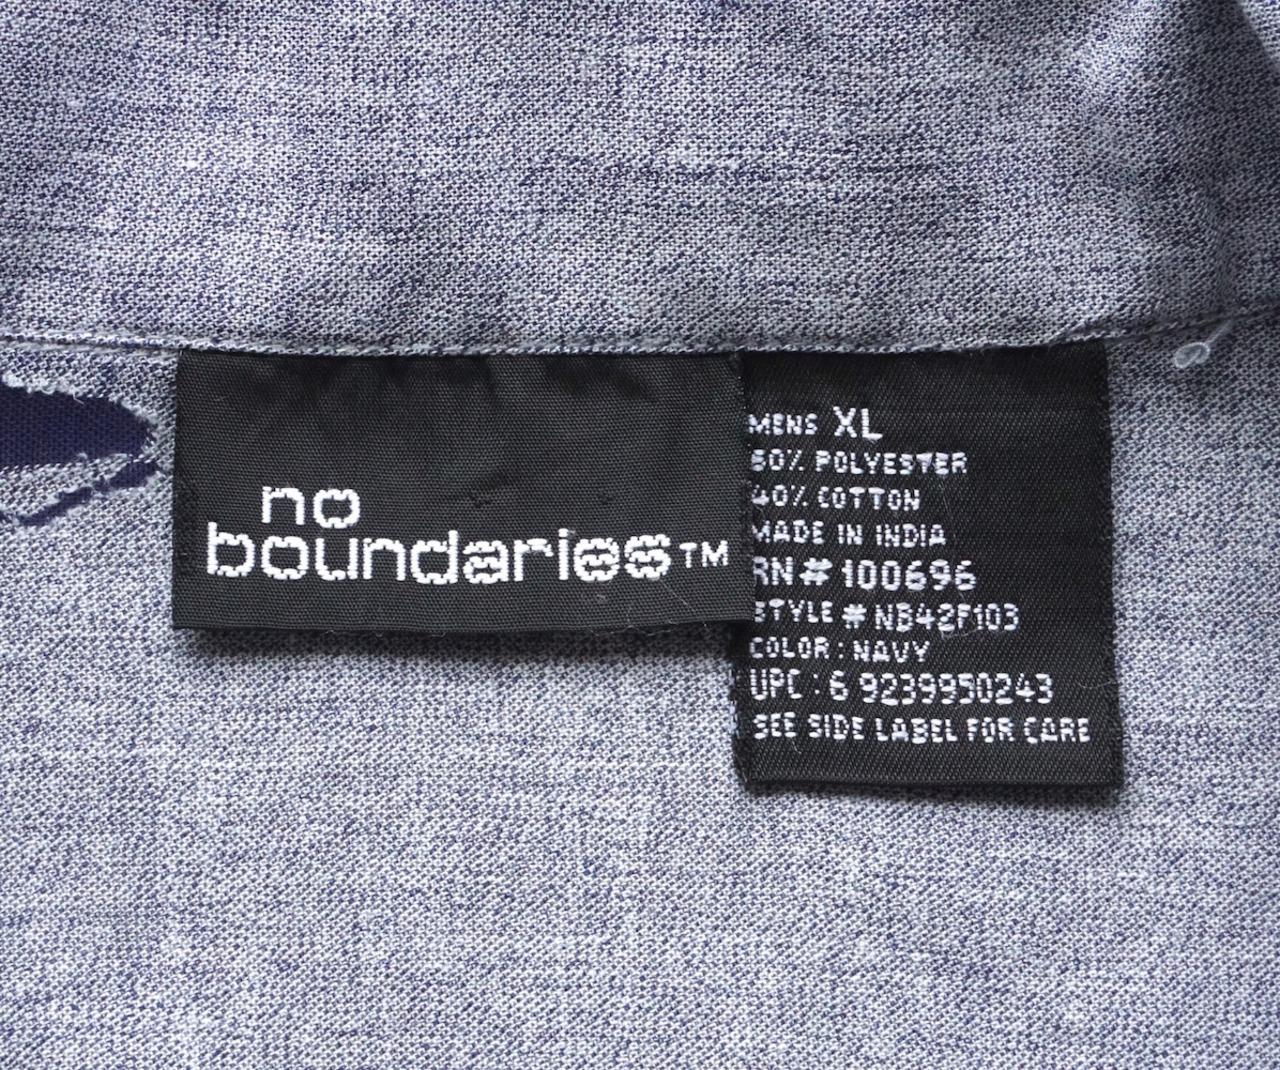 no
boundaries™
MENS XL
60% POLYESTER
40% COTTON
MADE IN INDIA
RN# 100696
STYLE # NB42F103
COLOR : NAVY
UPC : 6 9239950243
SEE SIDE LABEL FOR CARE